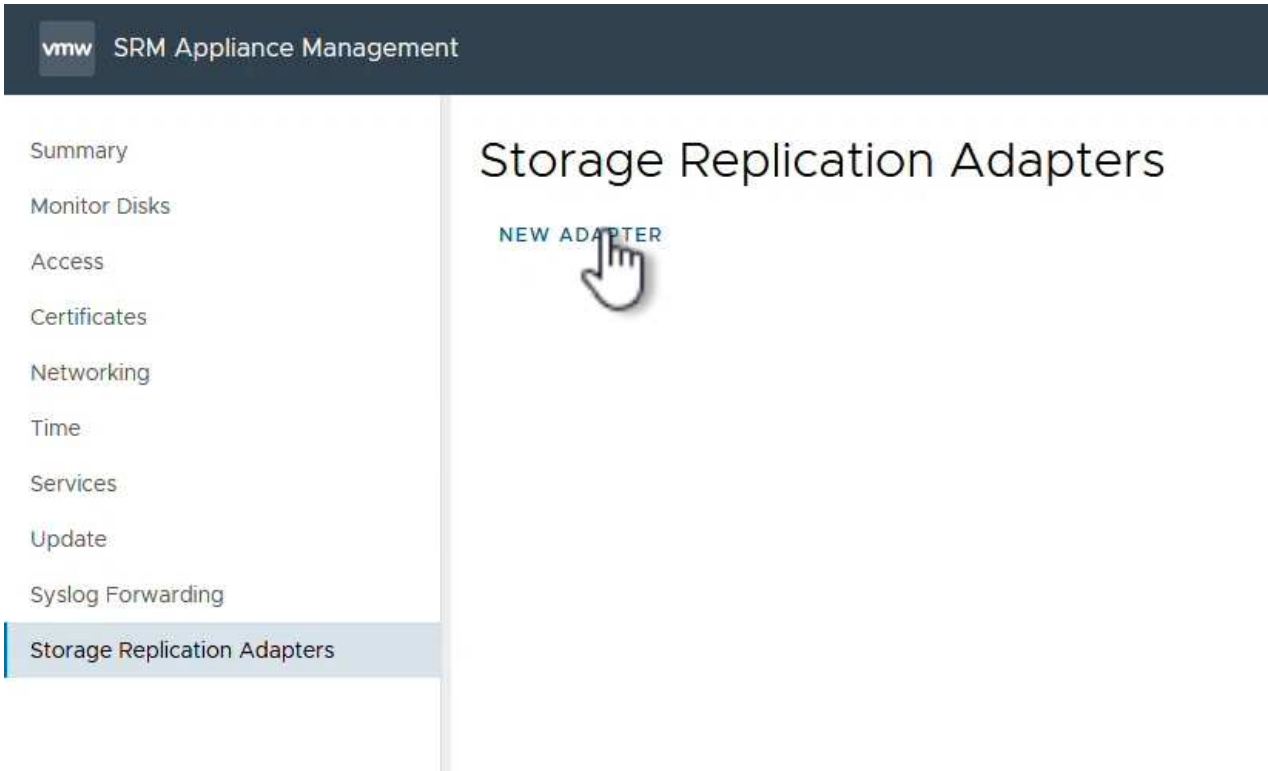 vmw SRM Appliance Management
Summary
Monitor Disks
Access
Certificates
Networking
Time
Services
Update
Syslog Forwarding
Storage Replication Adapters
Storage Replication Adapters
NEW ADAPTER